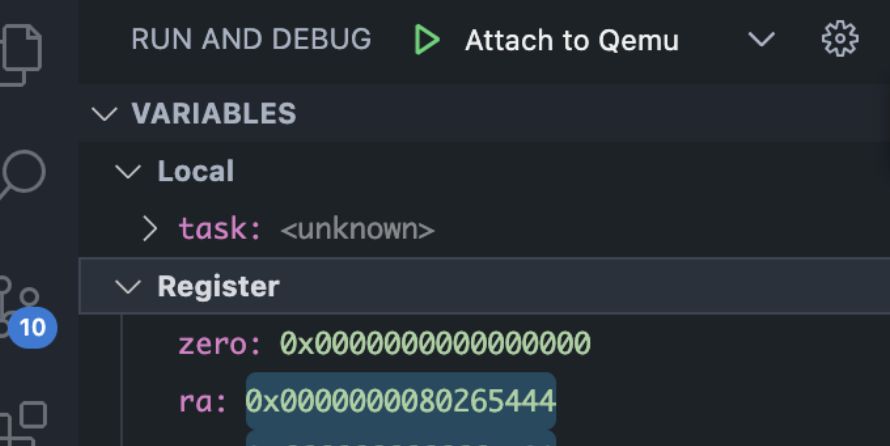 RUN AND DEBUG Attach to Qemu
VARIABLES
Local
task: <unknown>
Register
10
zero: 0x0000000000000000
ra: 0x0000000080265444